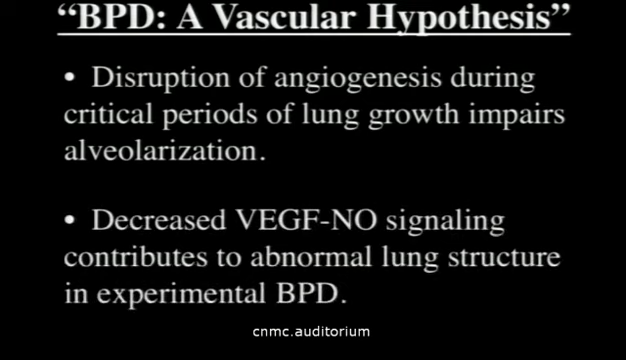 “BPD: A Vascular Hypothesis”
• Disruption of angiogenesis during
critical periods of lung growth impairs
alveolarization.
• Decreased VEGF-NO signaling
contributes to abnormal lung structure
in experimental BPD.
cnmc.auditorium